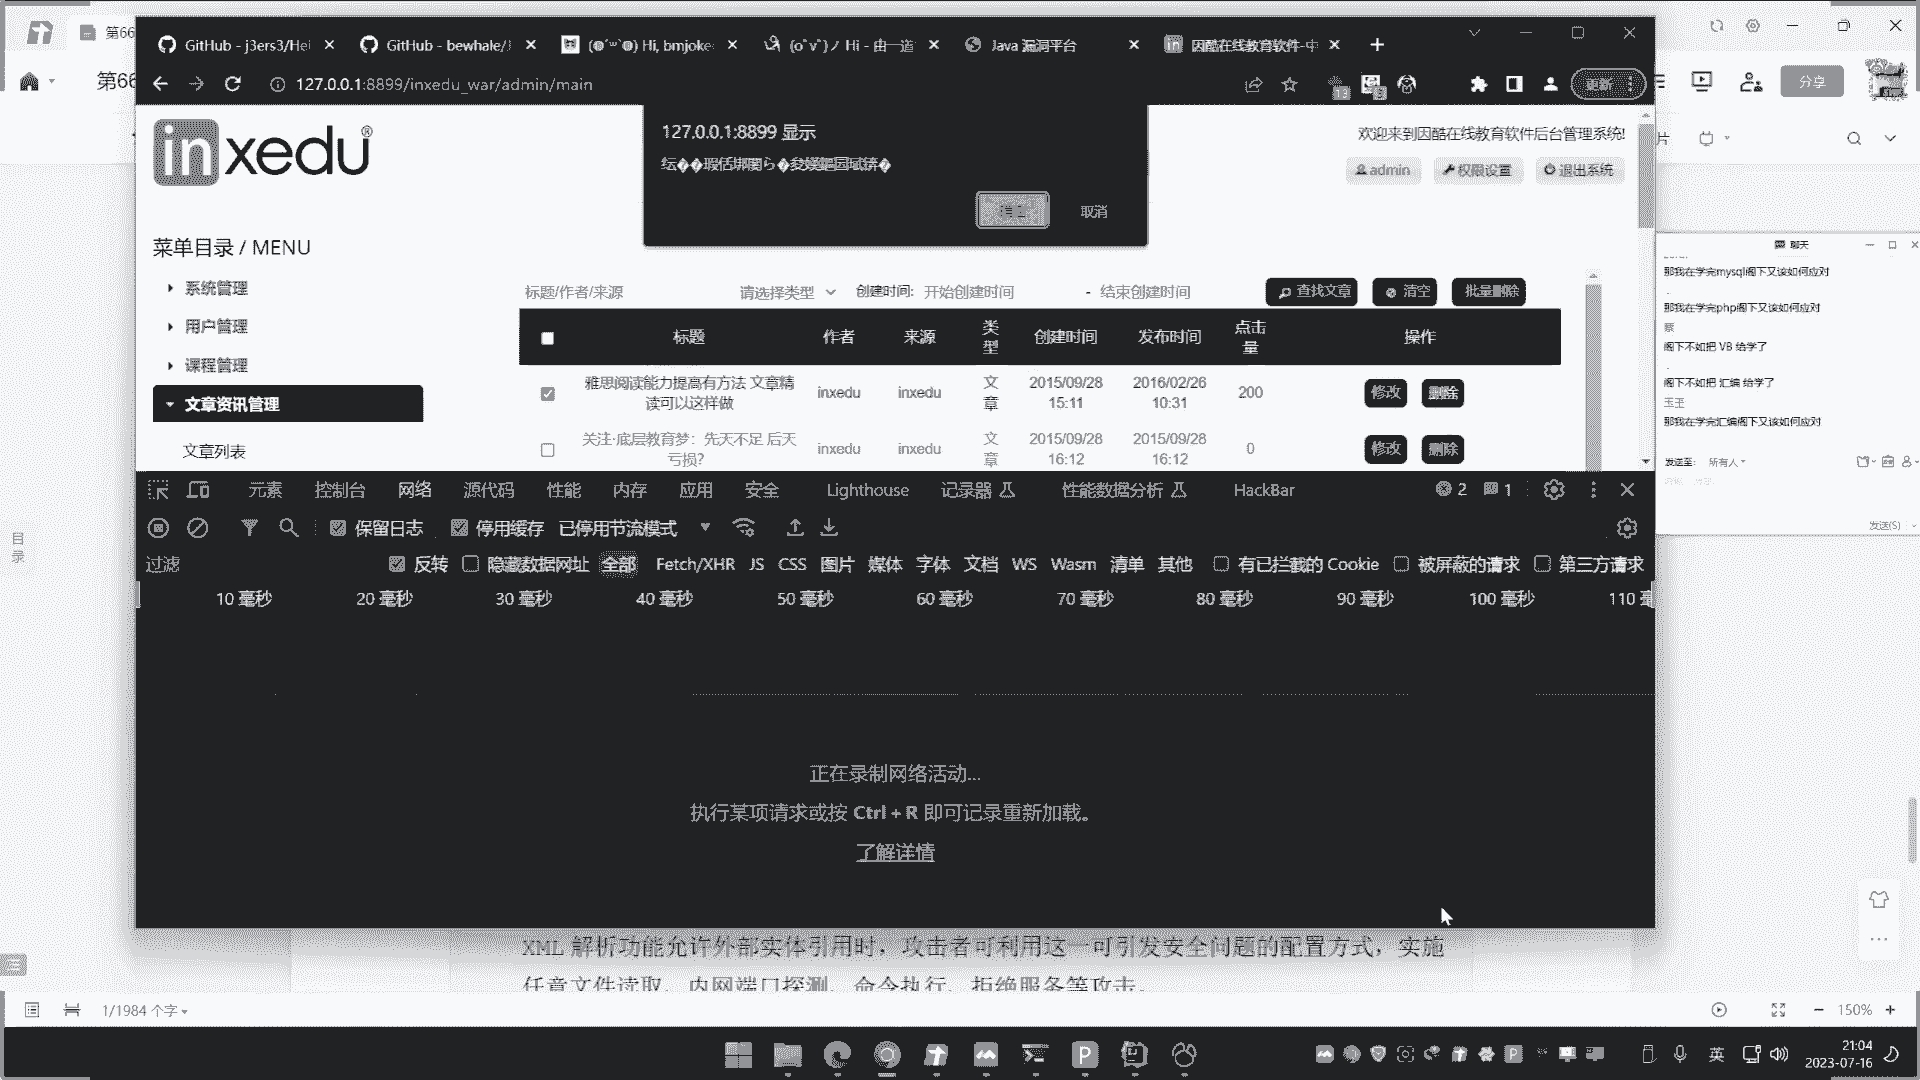 第66
GitHub - j3ers3/Hel
GitHub - bewhale/J
Hi, bmjoke
Hi - 由一道
Java 漏洞平台
因酷在线教育软件-中
第66
127.0.0.1:8899/inxedu_war/admin/main
更新
分享
inxedu®
127.0.0.1:8899 显示
取消
欢迎来到因酷在线教育软件后台管理系统!
admin
权限设置
退出系统
片
菜单目录 / MENU
系统管理
用户管理
课程管理
文章资讯管理
文章列表
标题/作者/来源
请选择类型
创建时间:
开始创建时间
-
结束创建时间
查找文章
清空
批量删除
标题
作者
来源
类型
创建时间
发布时间
点击量
操作
雅思阅读能力提高有方法 文章精读可以这样做
inxedu
inxedu
文章
2015/09/28 15:11
2016/02/26 10:31
200
修改
删除
关注·底层教育梦：先天不足 后天亏损?
inxedu
inxedu
文章
2015/09/28 16:12
2015/09/28 16:12
0
修改
删除
聊天
那我在学完mysql阁下又该如何应对
那我在学完php阁下又该如何应对
蔡
阁下不如把 VB 给学了
阁下不如把 汇编 给学了
那我在学完汇编阁下又该如何应对
发送至: 所有人
发送(S)
元素
控制台
网络
源代码
性能
内存
应用
安全
Lighthouse
记录器
性能数据分析
HackBar
2
1
保留日志
停用缓存
已停用节流模式
过滤
反转
隐藏数据网址
全部
Fetch/XHR
JS
CSS
图片
媒体
字体
文档
WS
Wasm
清单
其他
有已拦截的 Cookie
被屏蔽的请求
第三方请求
10 毫秒
20 毫秒
30 毫秒
40 毫秒
50 毫秒
60 毫秒
70 毫秒
80 毫秒
90 毫秒
100 毫秒
110 毫
正在录制网络活动...
执行某项请求或按 Ctrl + R 即可记录重新加载。
了解详情
目录
XML 解析功能允许外部实体引用时，攻击者可利用这一可引发安全问题的配置方式，实施
任意文件读取、内网端口探测、命令执行、拒绝服务等攻击。
1/1984 个字
150%
英
21:04
2023-07-16